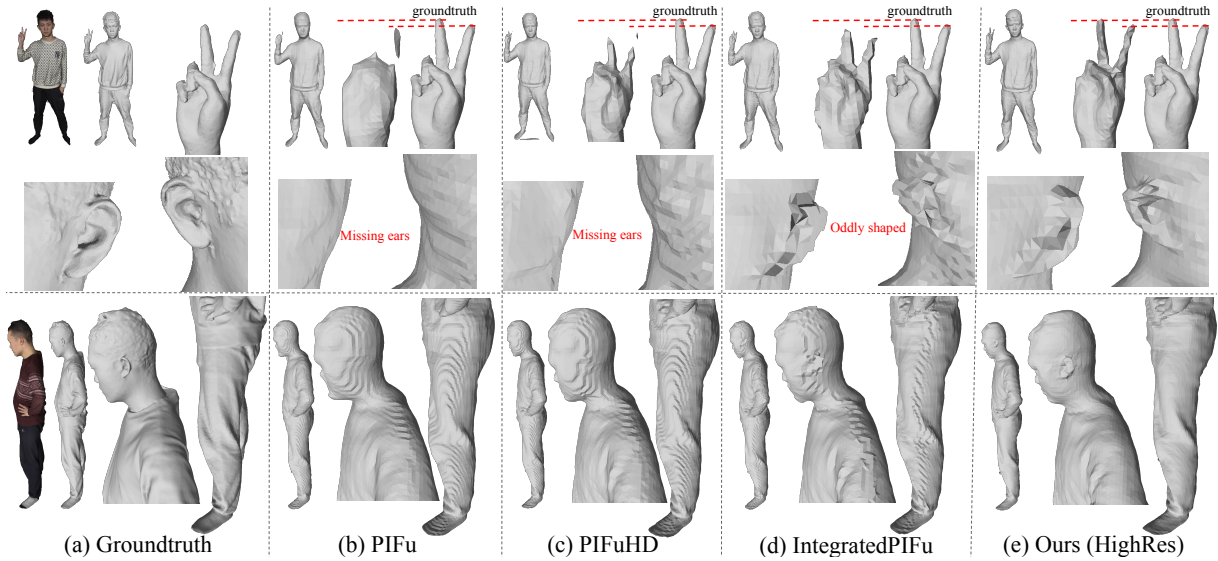 groundtruth
groundtruth
groundtruth
groundtruth
Missing ears
Missing ears
Oddly shaped
(a) Groundtruth
(b) PIFu
(c) PIFuHD
(d) IntegratedPIFu
(e) Ours (HighRes)